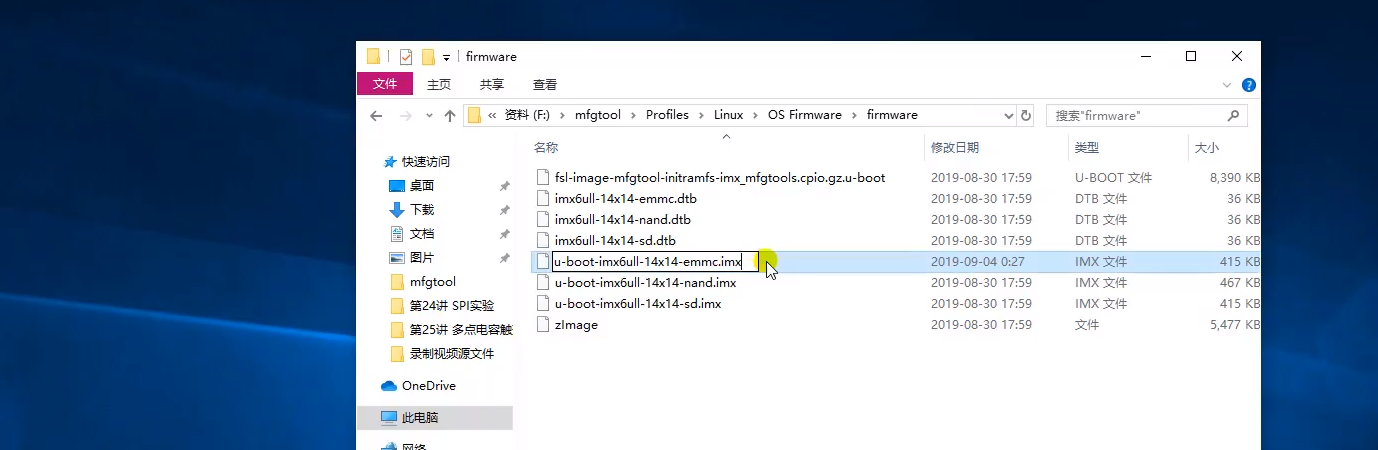 firmware
文件 主页 共享 查看
« 资料 (F:) › mfgtool › Profiles › Linux › OS Firmware › firmware
搜索"firmware"
名称 修改日期 类型 大小
快速访问
桌面
下载
文档
图片
mfgtool
第24讲 SPI实验
第25讲 多点电容触
录制视频源文件
OneDrive
此电脑
网络
fsl-image-mfgtool-initramfs-imx_mfgtools.cpio.gz.u-boot 2019-08-30 17:59 U-BOOT 文件 8,390 KB
imx6ull-14x14-emmc.dtb 2019-08-30 17:59 DTB 文件 36 KB
imx6ull-14x14-nand.dtb 2019-08-30 17:59 DTB 文件 36 KB
imx6ull-14x14-sd.dtb 2019-08-30 17:59 DTB 文件 36 KB
u-boot-imx6ull-14x14-emmc.imx 2019-09-04 0:27 IMX 文件 415 KB
u-boot-imx6ull-14x14-nand.imx 2019-08-30 17:59 IMX 文件 467 KB
u-boot-imx6ull-14x14-sd.imx 2019-08-30 17:59 IMX 文件 415 KB
zImage 2019-08-30 17:59 文件 5,477 KB